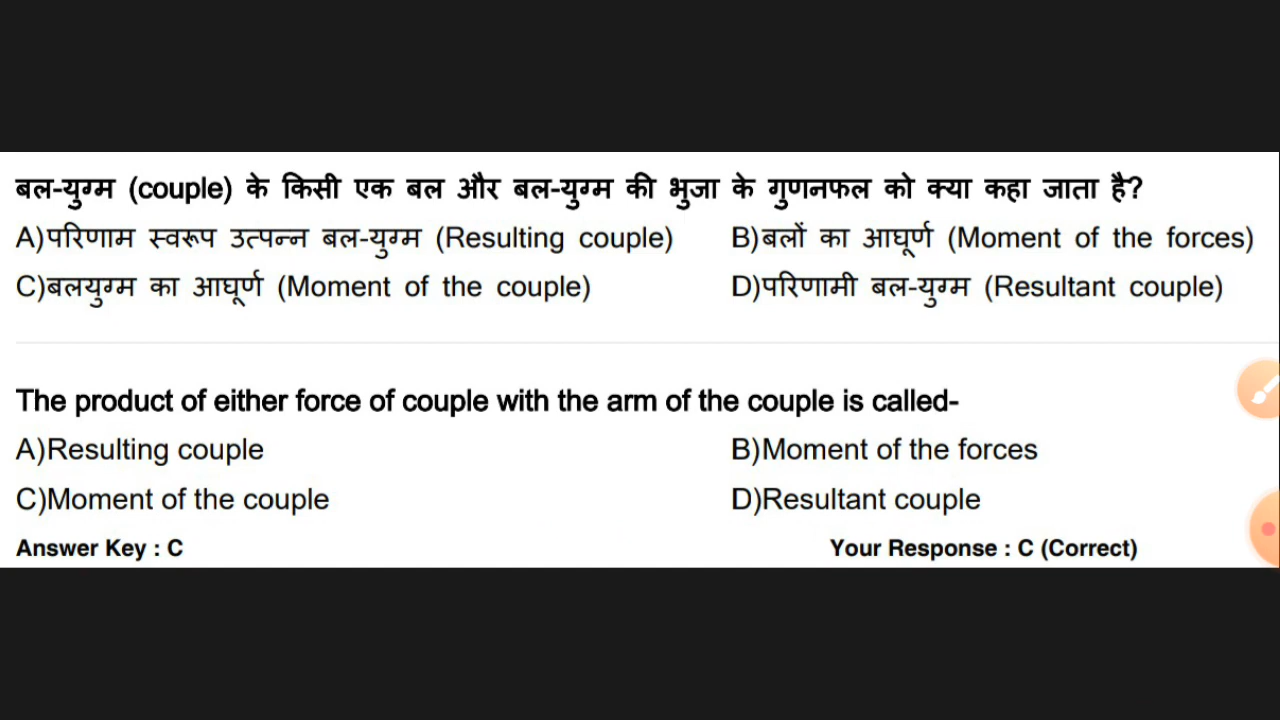 बल-युग्म (couple) के किसी एक बल और बल-युग्म की भुजा के गुणनफल को क्या कहा जाता है?
A)परिणाम स्वरूप उत्पन्न बल-युग्म (Resulting couple) B)बलों का आघूर्ण (Moment of the forces)
C)बलयुग्म का आघूर्ण (Moment of the couple) D)परिणामी बल-युग्म (Resultant couple)
The product of either force of couple with the arm of the couple is called-
A)Resulting couple B)Moment of the forces
C)Moment of the couple D)Resultant couple
Answer Key : C Your Response : C (Correct)